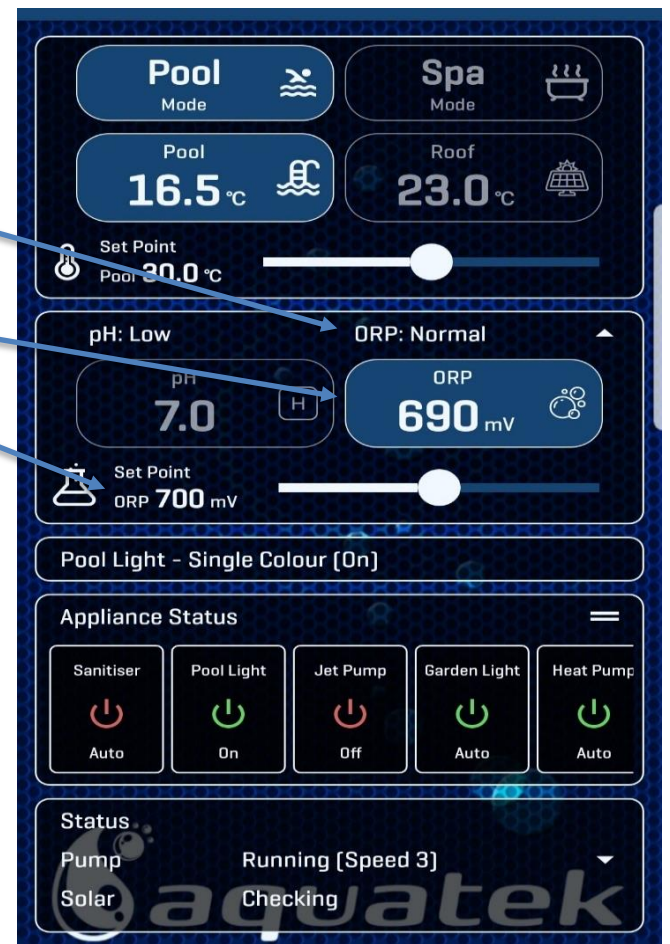 Pool
Mode
Spa
Mode
Pool
16.5 °C
Roof
23.0 °C
Set Point
Pool 30.0 °C
pH: Low
ORP: Normal
pH
7.0
H
ORP
690 mV
Set Point
ORP 700 mV
Pool Light - Single Colour (On)
Appliance Status
Sanitiser
Pool Light
Jet Pump
Garden Light
Heat Pump
Auto
On
Off
Auto
Auto
Status
Pump Running (Speed 3)
Solar Checking
aquatek